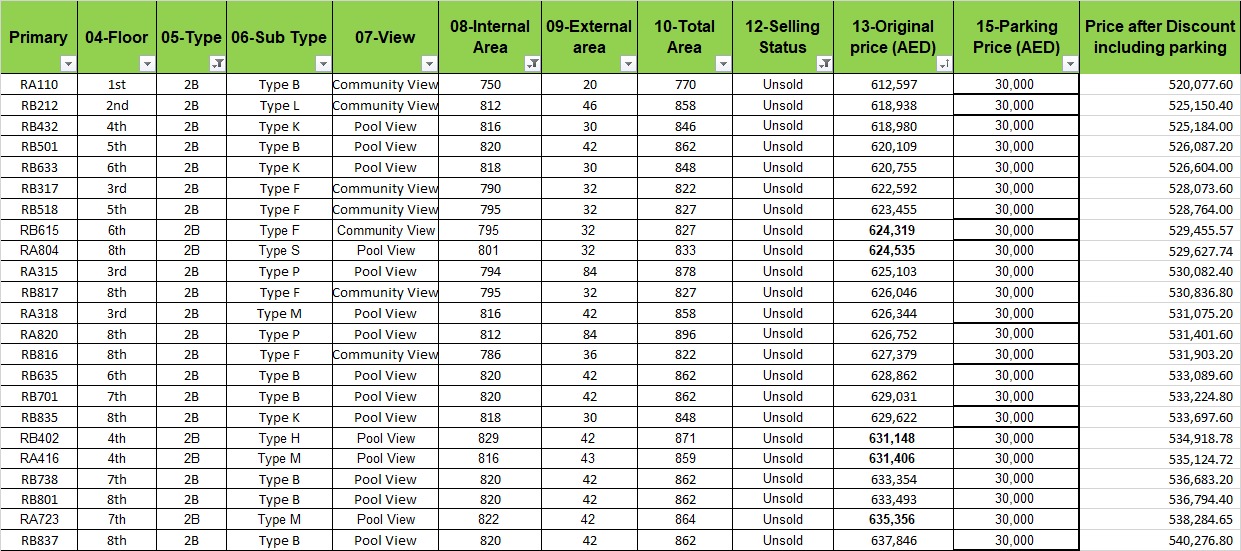 Primary 04-Floor 05-Type 06-Sub Type 07-View 08-Internal Area 09-External area 10-Total Area 12-Selling Status 13-Original price (AED) 15-Parking Price (AED) Price after Discount including parking
RA110 1st 2B Type B Community View 750 20 770 Unsold 612,597 30,000 520,077.60
RB212 2nd 2B Type L Community View 812 46 858 Unsold 618,938 30,000 525,150.40
RB432 4th 2B Type K Pool View 816 30 846 Unsold 618,980 30,000 525,184.00
RB501 5th 2B Type B Pool View 820 42 862 Unsold 620,109 30,000 526,087.20
RB633 6th 2B Type K Pool View 818 30 848 Unsold 620,755 30,000 526,604.00
RB317 3rd 2B Type F Community View 790 32 822 Unsold 622,592 30,000 528,073.60
RB518 5th 2B Type F Community View 795 32 827 Unsold 623,455 30,000 528,764.00
RB615 6th 2B Type F Community View 795 32 827 Unsold 624,319 30,000 529,455.57
RA804 8th 2B Type S Pool View 801 32 833 Unsold 624,535 30,000 529,627.74
RA315 3rd 2B Type P Pool View 794 84 878 Unsold 625,103 30,000 530,082.40
RB817 8th 2B Type F Community View 795 32 827 Unsold 626,046 30,000 530,836.80
RA318 3rd 2B Type M Pool View 816 42 858 Unsold 626,344 30,000 531,075.20
RA820 8th 2B Type P Pool View 812 84 896 Unsold 626,752 30,000 531,401.60
RB816 8th 2B Type F Community View 786 36 822 Unsold 627,379 30,000 531,903.20
RB635 6th 2B Type B Pool View 820 42 862 Unsold 628,862 30,000 533,089.60
RB701 7th 2B Type B Pool View 820 42 862 Unsold 629,031 30,000 533,224.80
RB835 8th 2B Type K Pool View 818 30 848 Unsold 629,622 30,000 533,697.60
RB402 4th 2B Type H Pool View 829 42 871 Unsold 631,148 30,000 534,918.78
RA416 4th 2B Type M Pool View 816 43 859 Unsold 631,406 30,000 535,124.72
RB738 7th 2B Type B Pool View 820 42 862 Unsold 633,354 30,000 536,683.20
RB801 8th 2B Type B Pool View 820 42 862 Unsold 633,493 30,000 536,794.40
RA723 7th 2B Type M Pool View 822 42 864 Unsold 635,356 30,000 538,284.65
RB837 8th 2B Type B Pool View 820 42 862 Unsold 637,846 30,000 540,276.80